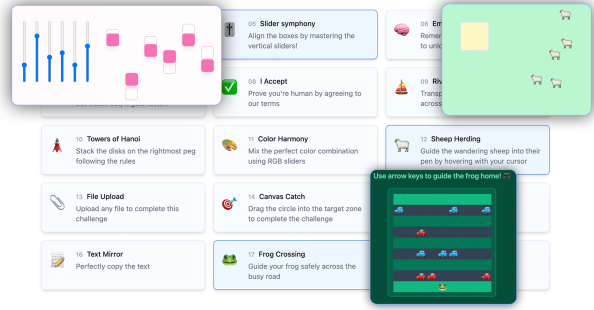 05 Slider symphony
Align the boxes by mastering the
vertical sliders!
06
08 I Accept
Prove you're human by agreeing to
our terms
09
10 Towers of Hanoi
Stack the disks on the rightmost peg
following the rules
11 Color Harmony
Mix the perfect color combination
using RGB sliders
12 Sheep Herding
Guide the wandering sheep into their
pen by hovering with your cursor
13 File Upload
Upload any file to complete this
challenge
14 Canvas Catch
Drag the circle into the target zone
to complete the challenge
16 Text Mirror
Perfectly copy the text
17 Frog Crossing
Guide your frog safely across the
busy road
Use arrow keys to guide the frog home!